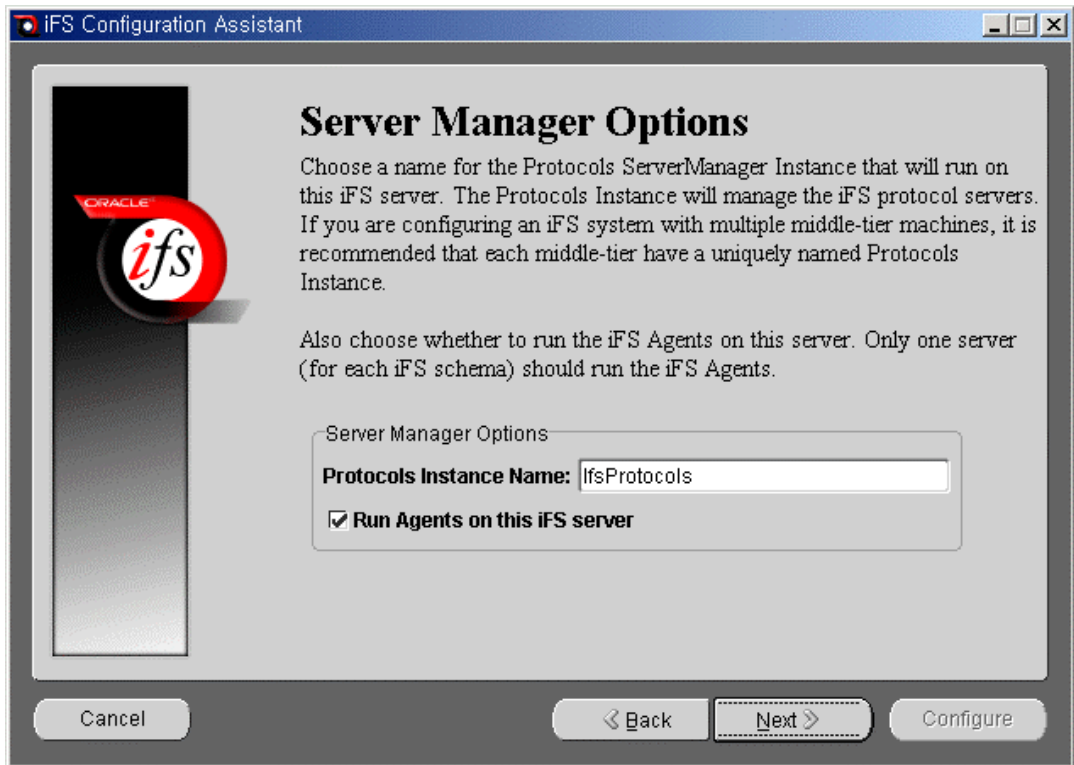 iFS Configuration Assistant
Server Manager Options
Choose a name for the Protocols ServerManager Instance that will run on
this iFS server. The Protocols Instance will manage the iFS protocol servers.
If you are configuring an iFS system with multiple middle-tier machines, it is
recommended that each middle-tier have a uniquely named Protocols
Instance.
ORACLE
ifs
Also choose whether to run the iFS Agents on this server. Only one server
(for each iFS schema) should run the iFS Agents.
Server Manager Options
Protocols Instance Name: IfsProtocols
Run Agents on this iFS server
Cancel Back Next Configure